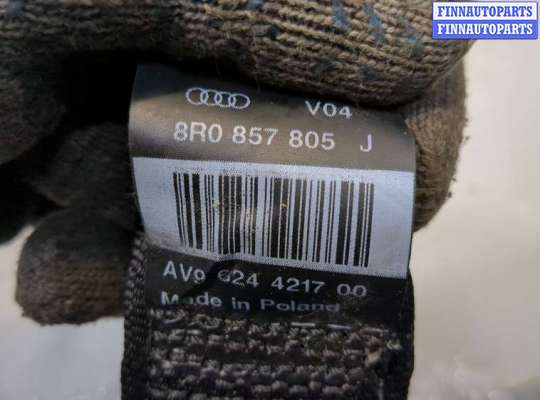 FINNAUTOPARTS
FINNAUTOPARTS
V04
8R0 857 805 J
AV9 624 4217 00
Made in Poland